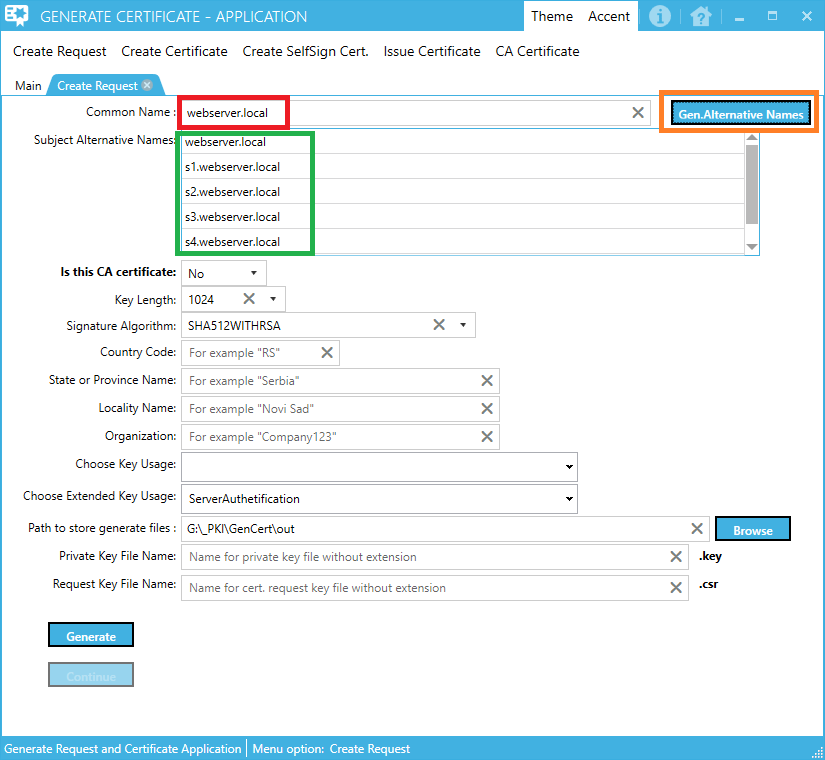 GENERATE CERTIFICATE - APPLICATION Theme Accent
Create Request Create Certificate Create SelfSign Cert. Issue Certificate CA Certificate
Main Create Request
Common Name : webserver.local Gen.Alternative Names
Subject Alternative Names: webserver.local
s1.webserver.local
s2.webserver.local
s3.webserver.local
s4.webserver.local
Is this CA certificate: No
Key Length: 1024
Signature Algorithm: SHA512WITHRSA
Country Code: For example "RS"
State or Province Name: For example "Serbia"
Locality Name: For example "Novi Sad"
Organization: For example "Company123"
Choose Key Usage:
Choose Extended Key Usage: ServerAuthetification
Path to store generate files : G:\_PKI\GenCert\out Browse
Private Key File Name: Name for private key file without extension .key
Request Key File Name: Name for cert. request key file without extension .csr
Generate
Continue
Generate Request and Certificate Application Menu option: Create Request